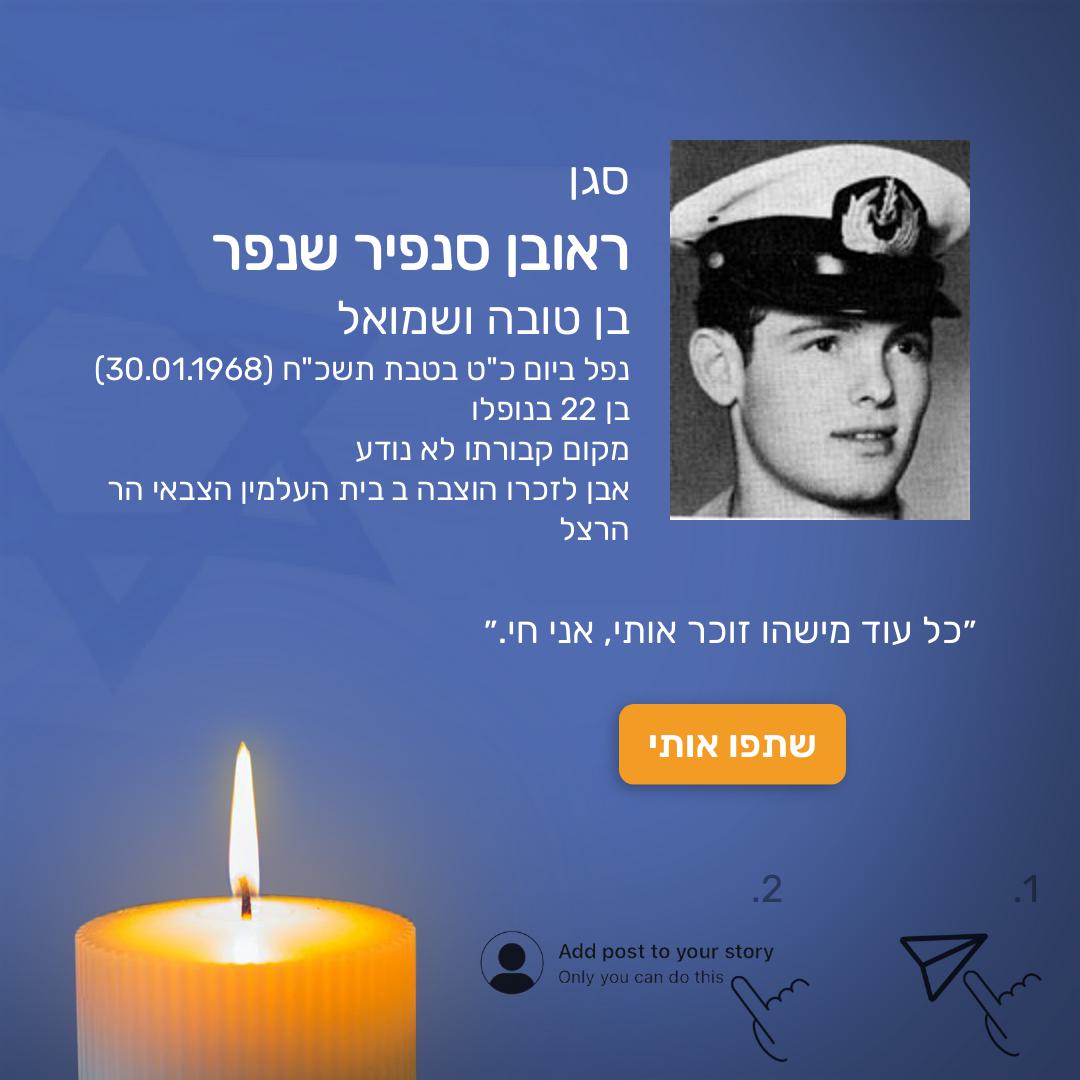 סגן
ראובן סנפיר שנפר
בן טובה ושמואל
נפל ביום כ"ט בטבת תשכ"ח (30.01.1968)
בן 22 בנופלו
מקום קבורתו לא נודע
אבן לזכרו הוצבה ב בית העלמין הצבאי הר
הרצל
״כל עוד מישהו זוכר אותי, אני חי.״
שתפו אותי
1.
2.
Add post to your story
Only you can do this